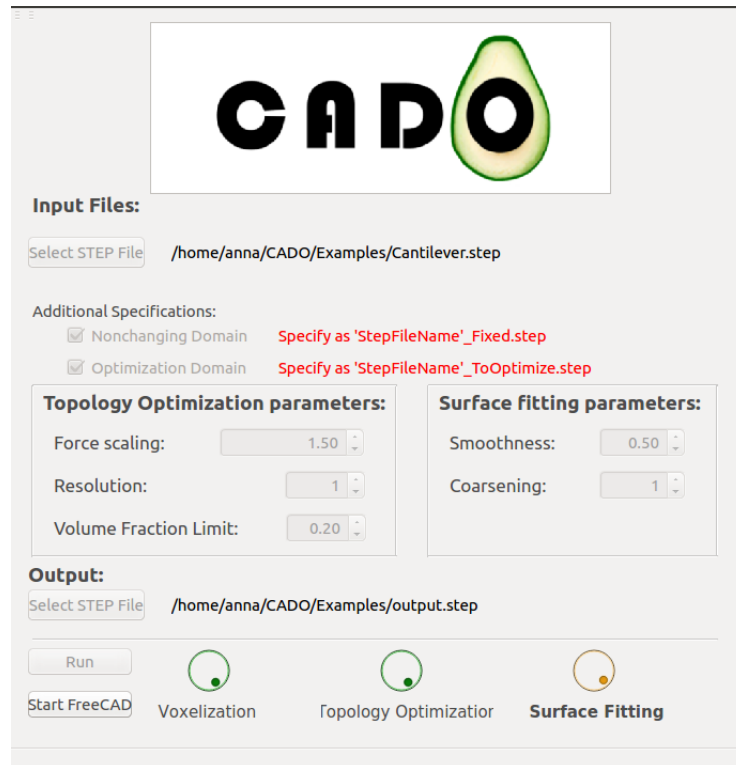 CADO
Input Files:
Select STEP File /home/anna/CADO/Examples/Cantilever.step
Additional Specifications:
Nonchanging Domain Specify as 'StepFileName'_Fixed.step
Optimization Domain Specify as 'StepFileName'_ToOptimize.step
Topology Optimization parameters: Surface fitting parameters:
Force scaling: 1.50 Smoothness: 0.50
Resolution: 1 Coarsening: 1
Volume Fraction Limit: 0.20
Output:
Select STEP File /home/anna/CADO/Examples/output.step
Run
Start FreeCAD
Voxelization Topology Optimization Surface Fitting